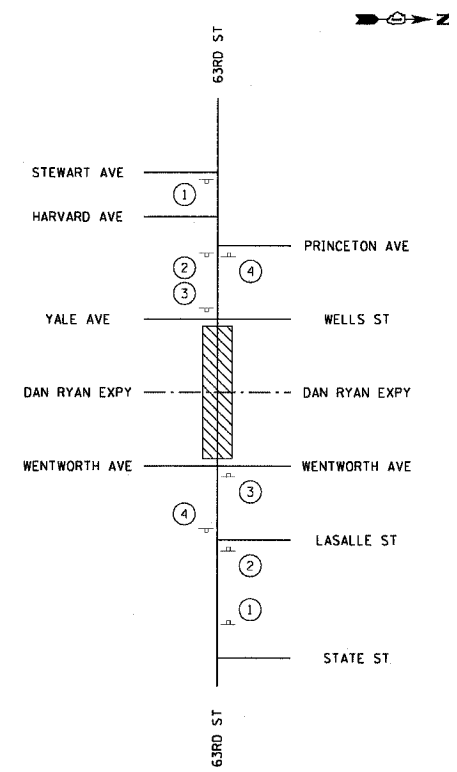 Z
63RD ST
STEWART AVE
1
HARVARD AVE
PRINCETON AVE
2
4
3
YALE AVE
WELLS ST
DAN RYAN EXPY
DAN RYAN EXPY
WENTWORTH AVE
WENTWORTH AVE
3
4
LASALLE ST
2
1
STATE ST
63RD ST